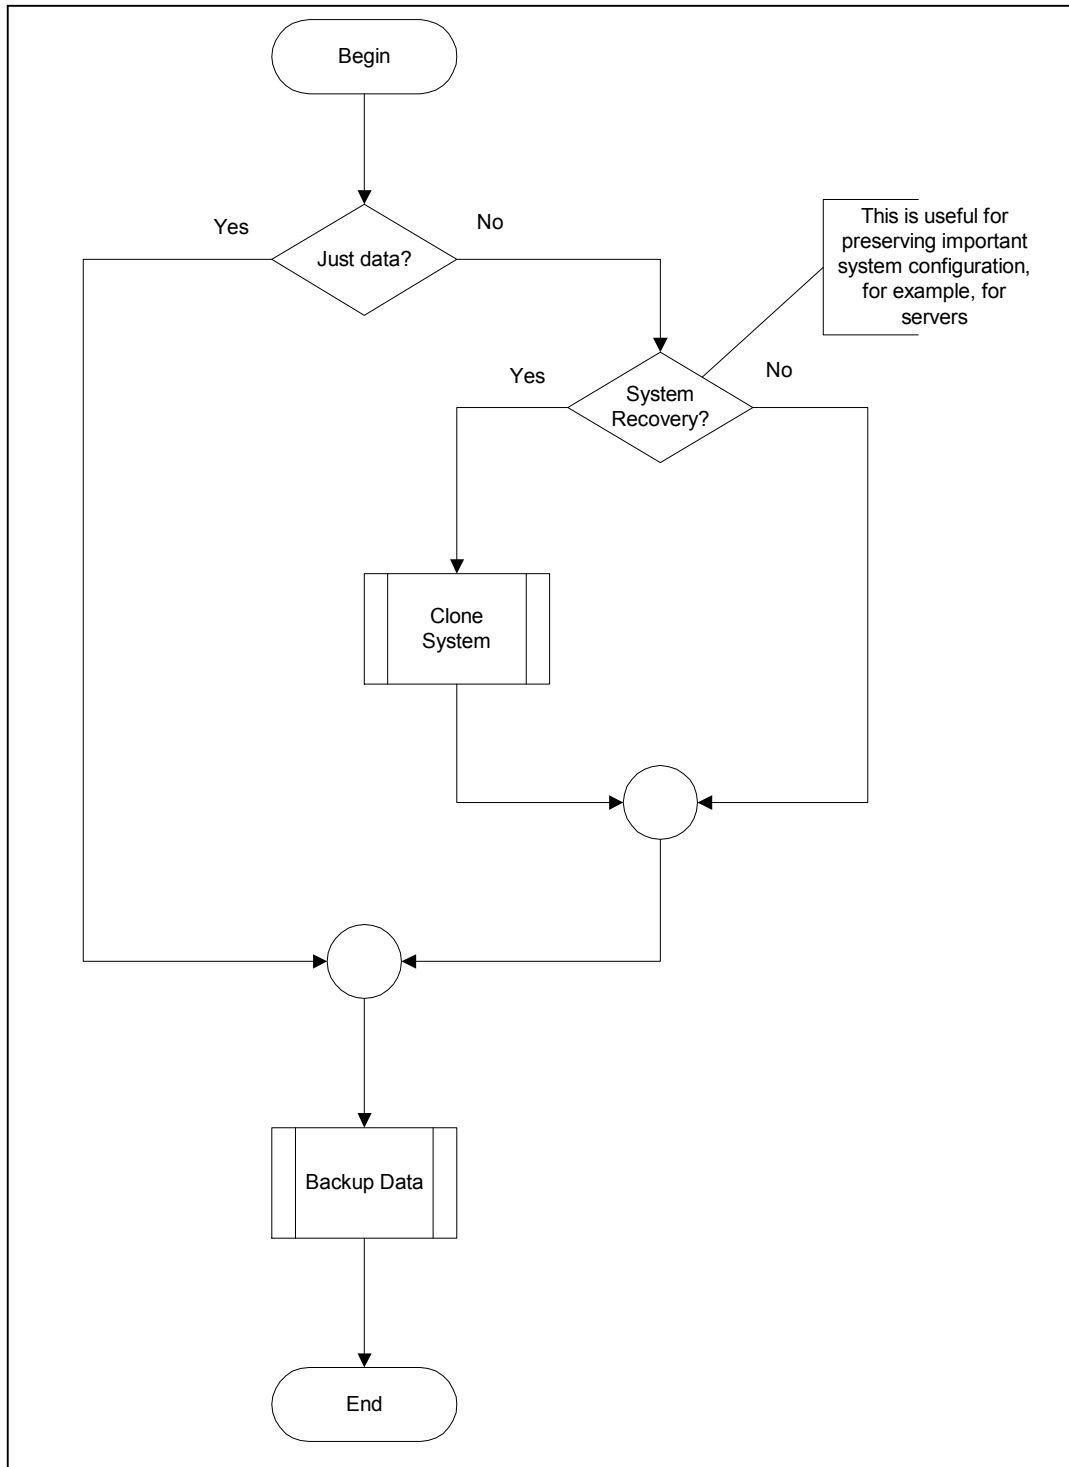 Begin
Yes
No
Just data?
This is useful for
preserving important
system configuration,
for example, for
servers
Yes
No
System
Recovery?
Clone
System
Backup Data
End